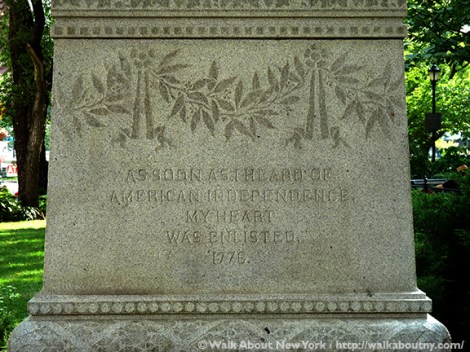 AS SOON AS I HEARD OF
AMERICAN INDEPENDENCE
MY HEART
WAS ENLISTED.
1776.
© Walk About New York | http://walkaboutny.com/